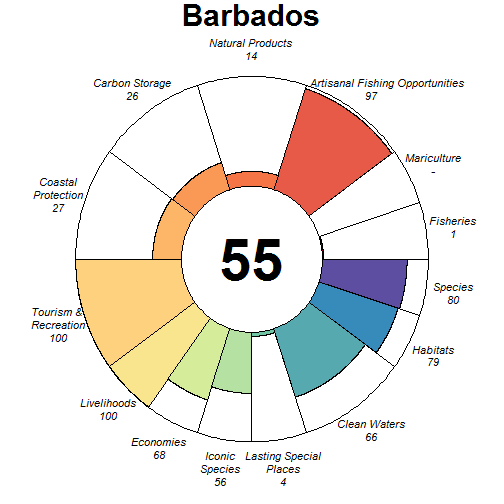 Barbados
Natural Products
14
Carbon Storage
26
Artisanal Fishing Opportunities
97
Mariculture
-
Coastal
Protection
27
Fisheries
1
55
Species
80
Tourism &
Recreation
100
Habitats
79
Livelihoods
100
Clean Waters
66
Economies
68
Iconic
Species
56
Lasting Special
Places
4